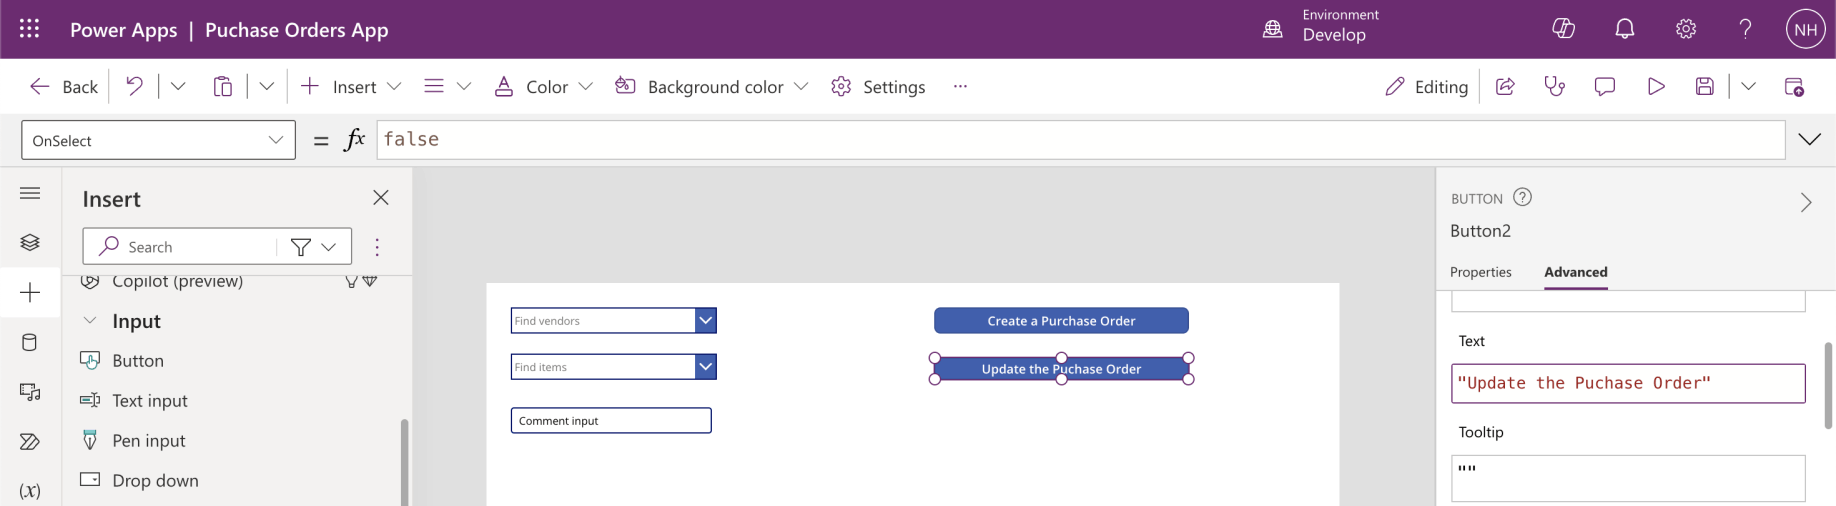 Power Apps | Puchase Orders App
Environment
Develop
NH
Back
Insert
Color
Background color
Settings
Editing
OnSelect
= fx false
Insert
Search
Copilot (preview)
Input
Button
Text input
Pen input
Drop down
(x)
Find vendors
Find items
Comment input
Create a Purchase Order
Update the Puchase Order
BUTTON
Button2
Properties Advanced
Text
"Update the Puchase Order"
Tooltip
""